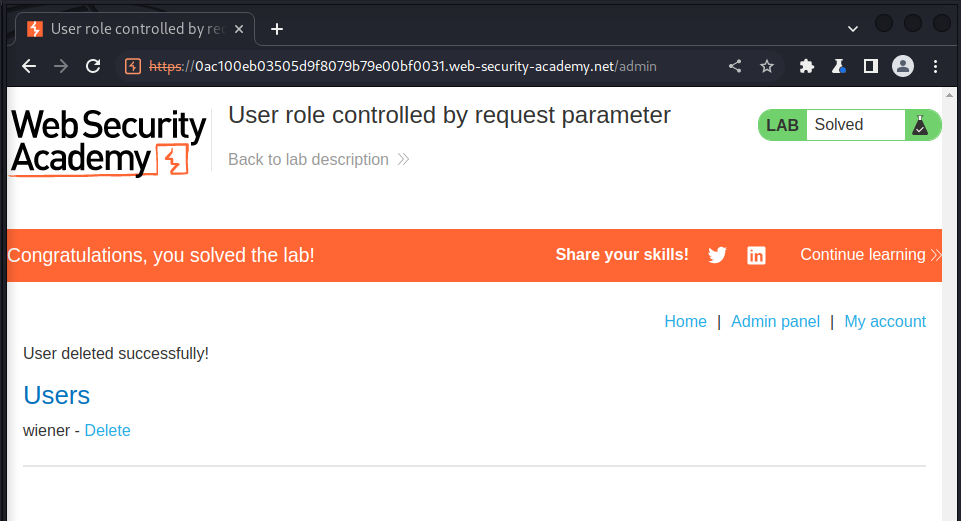 User role controlled by rec
https://0ac100eb03505d9f8079b79e00bf0031.web-security-academy.net/admin
Web Security Academy
User role controlled by request parameter
Back to lab description
LAB Solved
Congratulations, you solved the lab!
Share your skills!
Continue learning
Home | Admin panel | My account
User deleted successfully!
Users
wiener - Delete